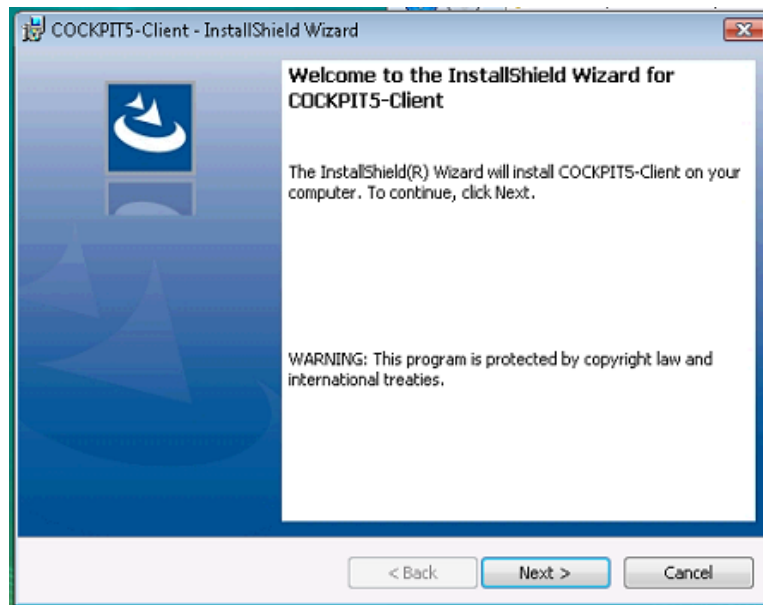 COCKPIT5-Client - InstallShield Wizard
Welcome to the InstallShield Wizard for
COCKPIT5-Client
The InstallShield(R) Wizard will install COCKPIT5-Client on your
computer. To continue, click Next.
WARNING: This program is protected by copyright law and
international treaties.
< Back Next > Cancel